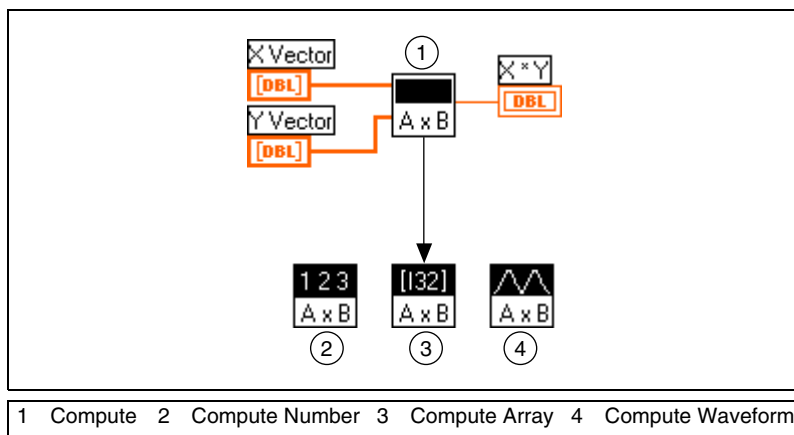 X Vector
[DBL]
Y Vector
[DBL]
1
A x B
X * Y
DBL
1 2 3
A x B
2
[I32]
A x B
3
A x B
4
1 Compute 2 Compute Number 3 Compute Array 4 Compute Waveform